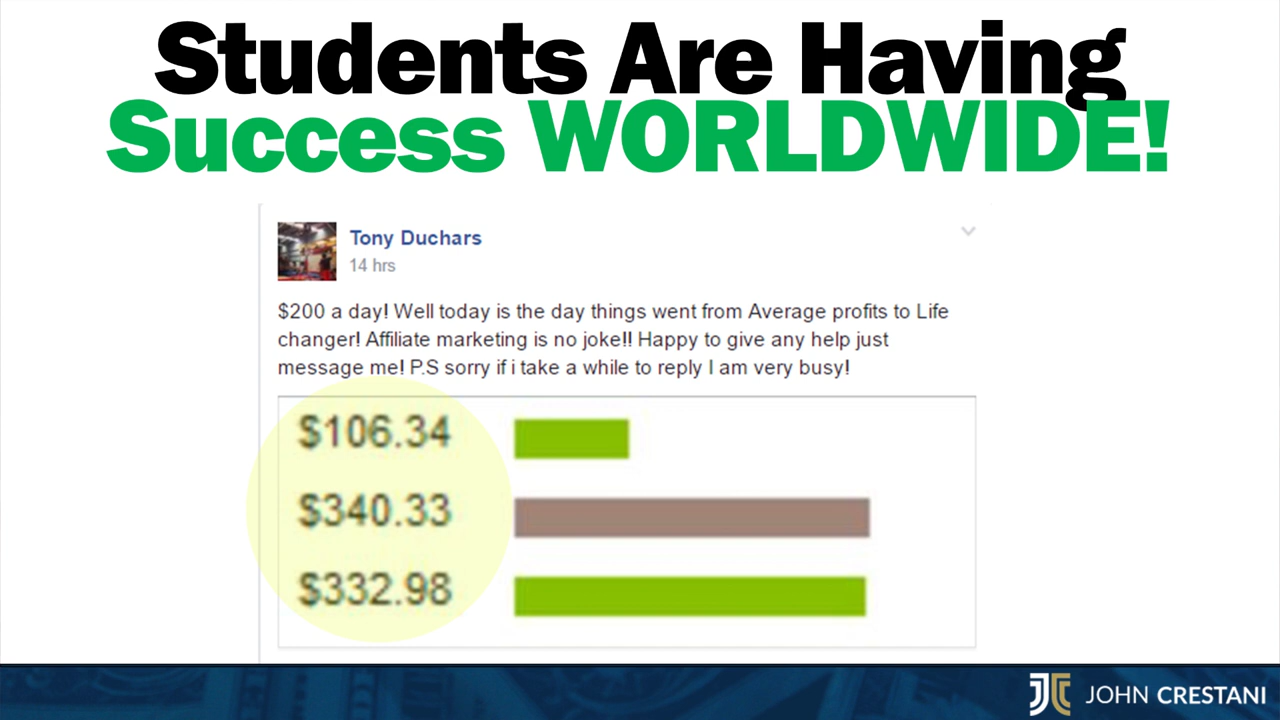 Students Are Having
Success WORLDWIDE!
Tony Duchars
14 hrs
$200 a day! Well today is the day things went from Average profits to Life
changer! Affiliate marketing is no joke!! Happy to give any help just
message me! P.S sorry if i take a while to reply I am very busy!
$106.34
$340.33
$332.98
JOHN CRESTANI